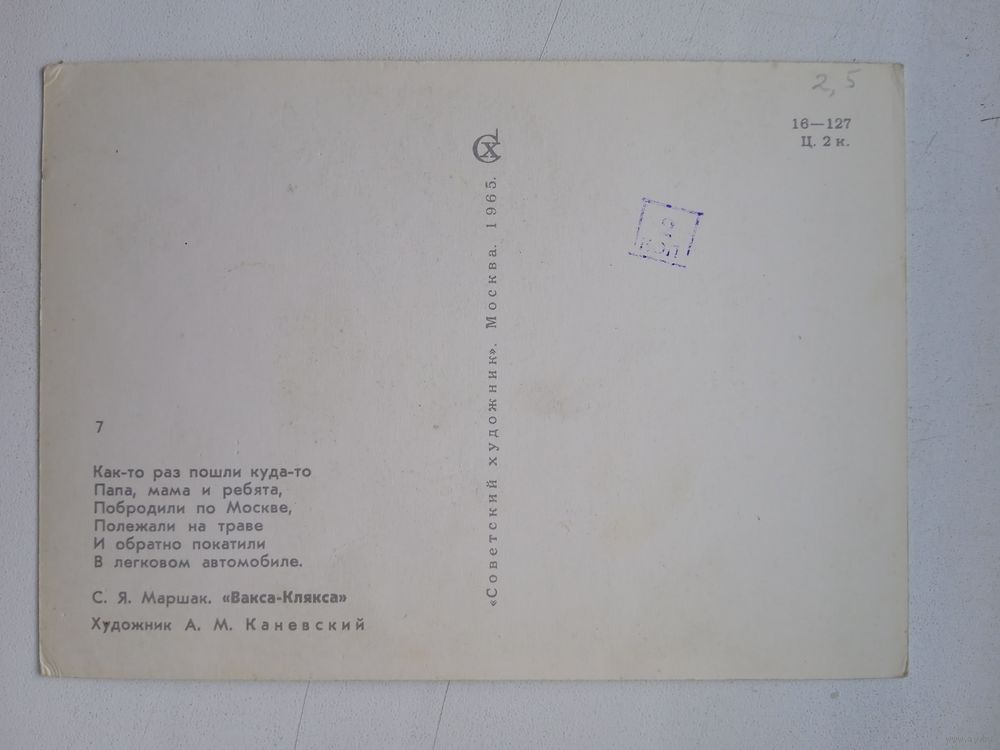 2,5
16—127
Ц. 2 к.
СХ
«Советский художник». Москва. 1965.
7
Как-то раз пошли куда-то
Папа, мама и ребята,
Побродили по Москве,
Полежали на траве
И обратно покатили
В легковом автомобиле.
С. Я. Маршак. «Вакса-Клякса»
Художник А. М. Каневский